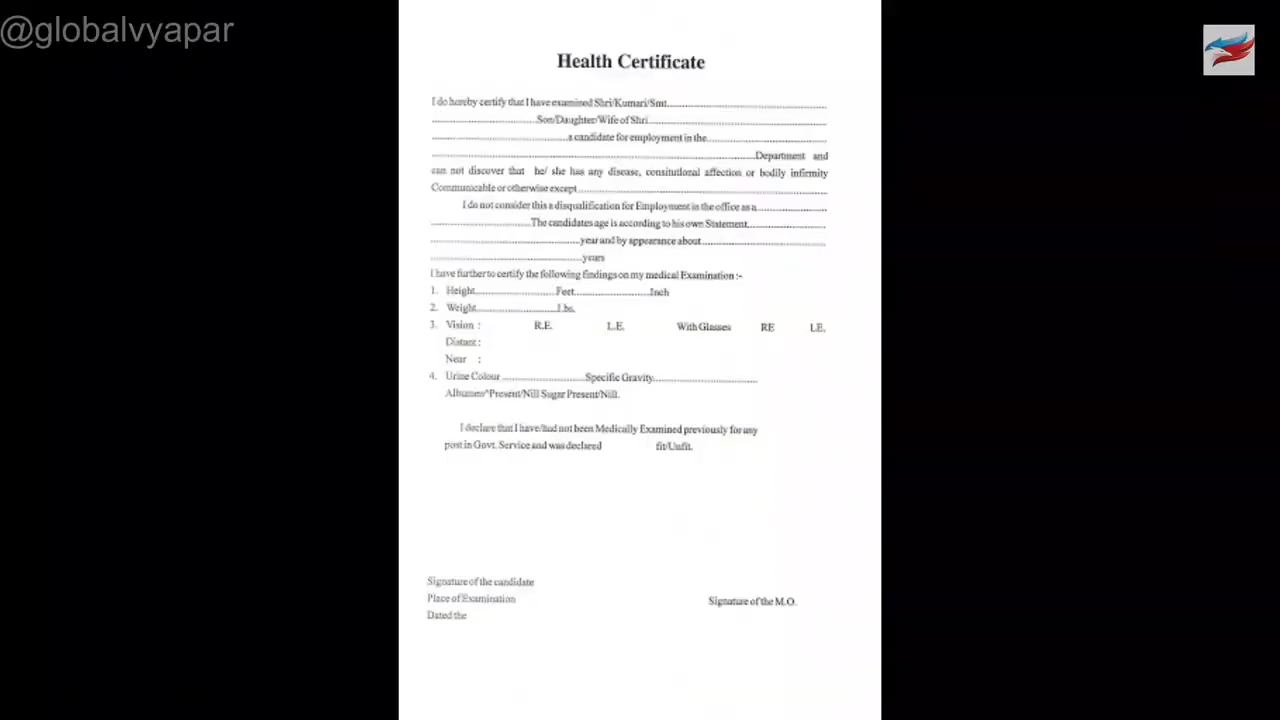 @globalvyapar
Health Certificate
I do hereby certify that I have examined Shri/Kumari/Smt.........................................................
......................................Son/Daughter/Wife of Shri................................................................
.................................................a candidate for employment in the..........................................
.....................................................................................................................Department and
can not discover that he/ she has any disease, consitutional affection or bodily infirmity
Communicable or otherwise except.........................................................................................
I do not consider this a disqualification for Employment in the office as a.........................
....................................The candidates age is according to his own Statement............................
.....................................................year and by appearance about............................................
......................................................years
I have further to certify the following findings on my medical Examination :-
1. Height.............................Feet...........................Inch
2. Weight.............................Lbs.
3. Vision : R.E. L.E. With Glasses RE LE.
Distant :
Near :
4. Urine Colour ..............................Specific Gravity.....................................
Albumen*Present/Nill Sugar Present/Nill.
I declare that I have/had not been Medically Examined previously for any
post in Govt. Service and was declared fit/Unfit.
Signature of the candidate
Place of Examination
Signature of the M.O.
Dated the